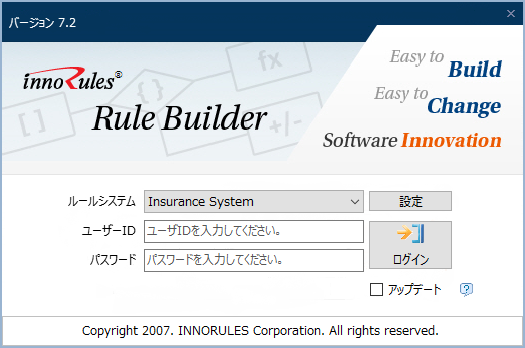 バージョン 7.2
innoRules®
Rule Builder
[ ]
{ }
fx
+/-
Easy to Build
Easy to Change
Software Innovation
ルールシステム Insurance System 設定
ユーザーID ユーザIDを入力してください。
パスワード パスワードを入力してください。
ログイン
アップデート ?
Copyright 2007. INNORULES Corporation. All rights reserved.